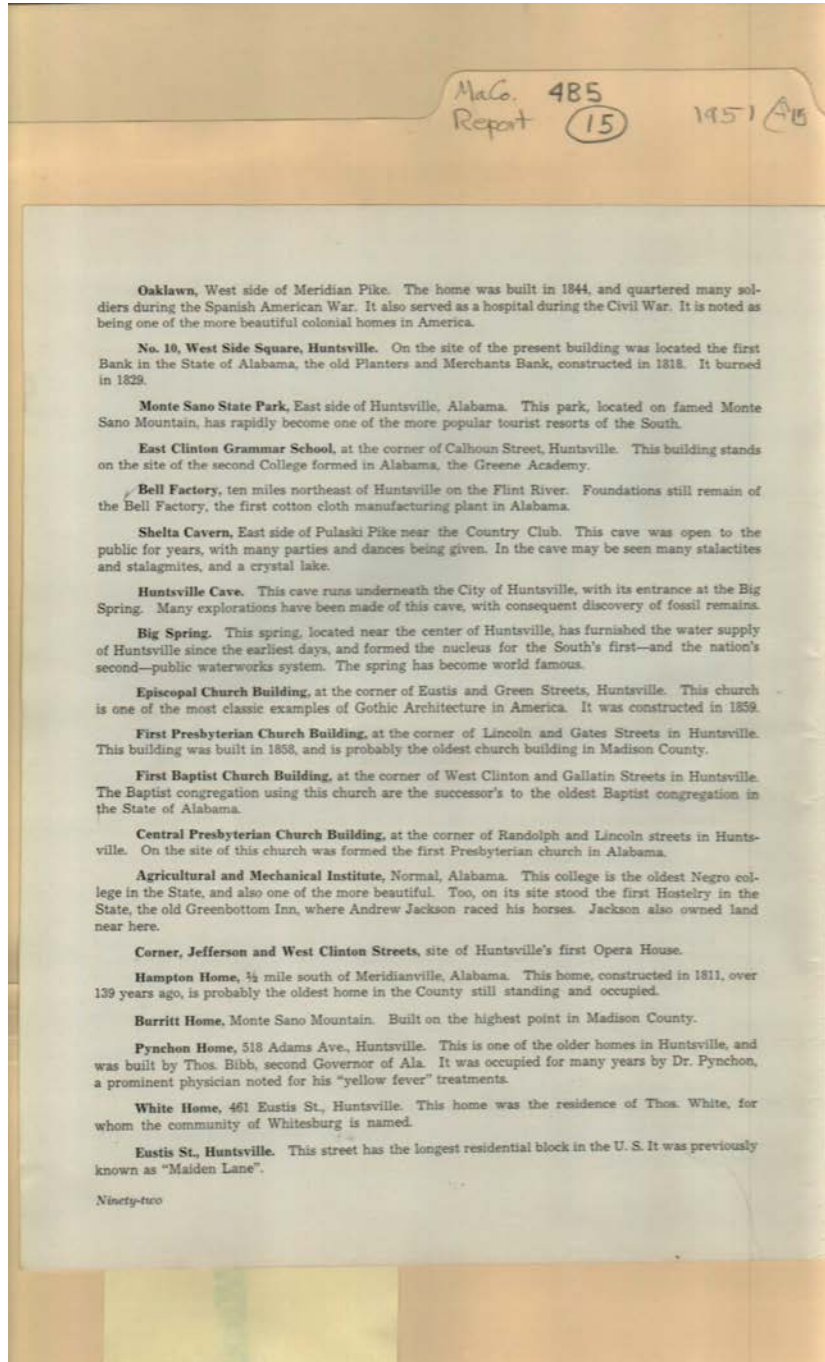 MaCo. 485
Report 15 1951
Oaklawn, West side of Meridian Pike. The home was built in 1844, and quartered many sol-
diers during the Spanish American War. It also served as a hospital during the Civil War. It is noted as
being one of the more beautiful colonial homes in America.
No. 10, West Side Square, Huntsville. On the site of the present building was located the first
Bank in the State of Alabama, the old Planters and Merchants Bank, constructed in 1818. It burned
in 1829.
Monte Sano State Park, East side of Huntsville, Alabama. This park, located on famed Monte
Sano Mountain, has rapidly become one of the more popular tourist resorts of the South.
East Clinton Grammar School, at the corner of Calhoun Street, Huntsville. This building stands
on the site of the second College formed in Alabama, the Greene Academy.
Bell Factory, ten miles northeast of Huntsville on the Flint River. Foundations still remain of
the Bell Factory, the first cotton cloth manufacturing plant in Alabama.
Shelta Cavern, East side of Pulaski Pike near the Country Club. This cave was open to the
public for years, with many parties and dances being given. In the cave may be seen many stalactites
and stalagmites, and a crystal lake.
Huntsville Cave. This cave runs underneath the City of Huntsville, with its entrance at the Big
Spring. Many explorations have been made of this cave, with consequent discovery of fossil remains.
Big Spring. This spring, located near the center of Huntsville, has furnished the water supply
of Huntsville since the earliest days, and formed the nucleus for the South's first—and the nation's
second—public waterworks system. The spring has become world famous.
Episcopal Church Building, at the corner of Eustis and Green Streets, Huntsville. This church
is one of the most classic examples of Gothic Architecture in America. It was constructed in 1859.
First Presbyterian Church Building, at the corner of Lincoln and Gates Streets in Huntsville.
This building was built in 1858, and is probably the oldest church building in Madison County.
First Baptist Church Building, at the corner of West Clinton and Gallatin Streets in Huntsville.
The Baptist congregation using this church are the successor's to the oldest Baptist congregation in
the State of Alabama.
Central Presbyterian Church Building, at the corner of Randolph and Lincoln streets in Hunts-
ville. On the site of this church was formed the first Presbyterian church in Alabama.
Agricultural and Mechanical Institute, Normal, Alabama. This college is the oldest Negro col-
lege in the State, and also one of the more beautiful. Too, on its site stood the first Hostelry in the
State, the old Greenbottom Inn, where Andrew Jackson raced his horses. Jackson also owned land
near here.
Corner, Jefferson and West Clinton Streets, site of Huntsville's first Opera House.
Hampton Home, mile south of Meridianville, Alabama. This home, constructed in 1811, over
139 years ago, is probably the oldest home in the County still standing and occupied.
Burritt Home, Monte Sano Mountain. Built on the highest point in Madison County.
Pynchon Home, 518 Adams Ave., Huntsville. This is one of the older homes in Huntsville, and
was built by Thos. Bibb, second Governor of Ala. It was occupied for many years by Dr. Pynchon,
a prominent physician noted for his "yellow fever" treatments.
White Home, 461 Eustis St., Huntsville. This home was the residence of Thos. White, for
whom the community of Whitesburg is named.
Eustis St., Huntsville. This street has the longest residential block in the U. S. It was previously
known as "Maiden Lane".
Ninety-two